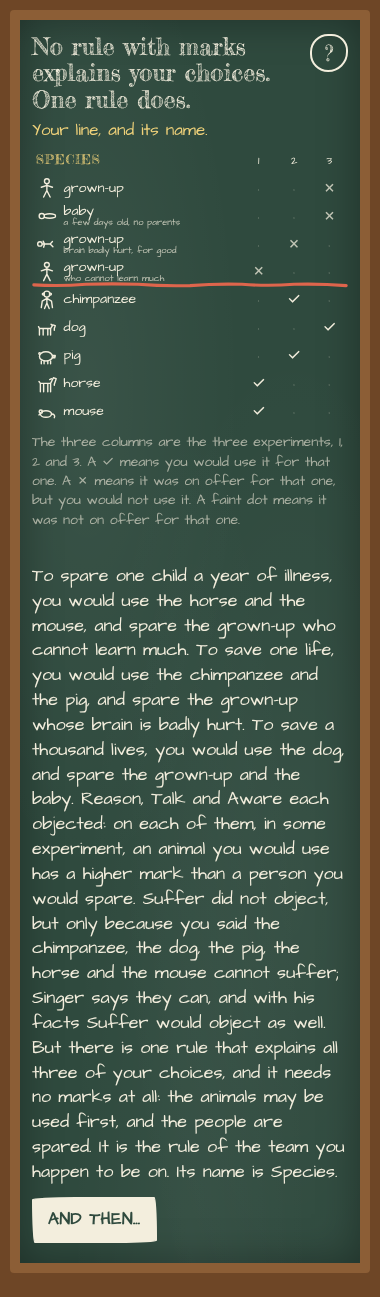 No rule with marks
explains your choices.
One rule does.
?
Your line, and its name.
SPECIES 1 2 3
grown-up · · ×
baby · · ×
a few days old, no parents
grown-up · × ·
brain badly hurt, for good
grown-up × · ·
who cannot learn much
chimpanzee · ✓ ·
dog · · ✓
pig · ✓ ·
horse ✓ · ·
mouse ✓ · ·
The three columns are the three experiments, 1,
2 and 3. A ✓ means you would use it for that
one. A × means it was on offer for that one,
but you would not use it. A faint dot means it
was not on offer for that one.
To spare one child a year of illness,
you would use the horse and the
mouse, and spare the grown-up who
cannot learn much. To save one life,
you would use the chimpanzee and
the pig, and spare the grown-up
whose brain is badly hurt. To save a
thousand lives, you would use the dog,
and spare the grown-up and the
baby. Reason, Talk and Aware each
objected: on each of them, in some
experiment, an animal you would use
has a higher mark than a person you
would spare. Suffer did not object,
but only because you said the
chimpanzee, the dog, the pig, the
horse and the mouse cannot suffer;
Singer says they can, and with his
facts Suffer would object as well.
But there is one rule that explains all
three of your choices, and it needs
no marks at all: the animals may be
used first, and the people are
spared. It is the rule of the team you
happen to be on. Its name is Species.
AND THEN...